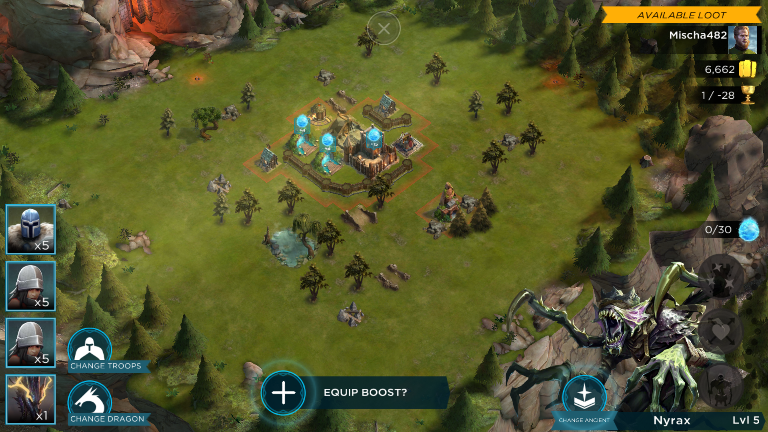 AVAILABLE LOOT
Mischa482
6,662
1 / -28
0/30
x5
x5
x5
x1
CHANGE TROOPS
CHANGE DRAGON
EQUIP BOOST?
CHANGE ANCIENT
Nyrax Lvl 5